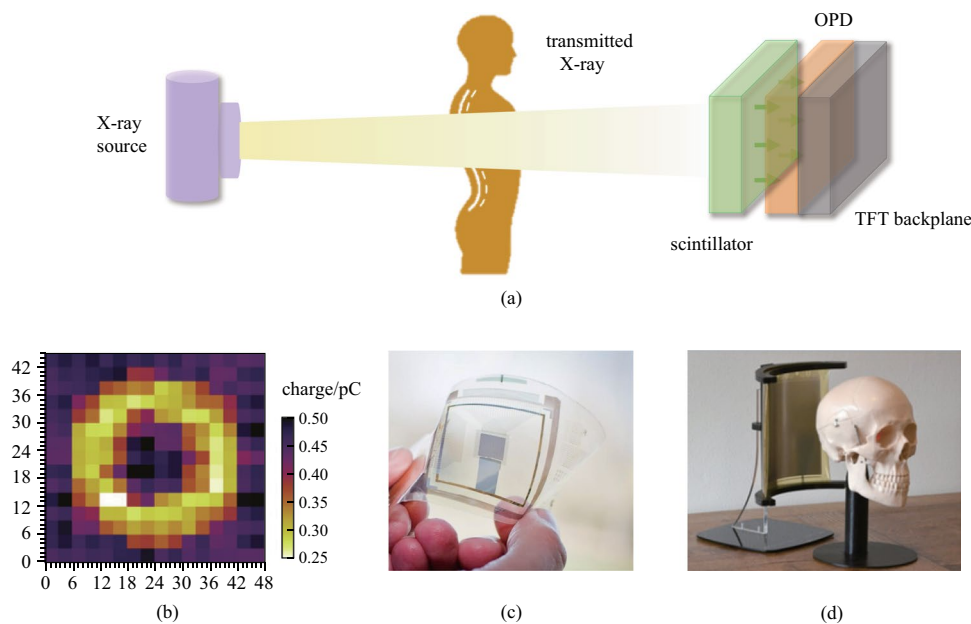 OPD
transmitted
X-ray
X-ray
source
TFT backplane
scintillator
(a)
42
36
30
24
18
12
6
0
0 6 12 18 24 30 36 42 48
charge/pC
0.50
0.45
0.40
0.35
0.30
0.25
(b)
(c)
(d)